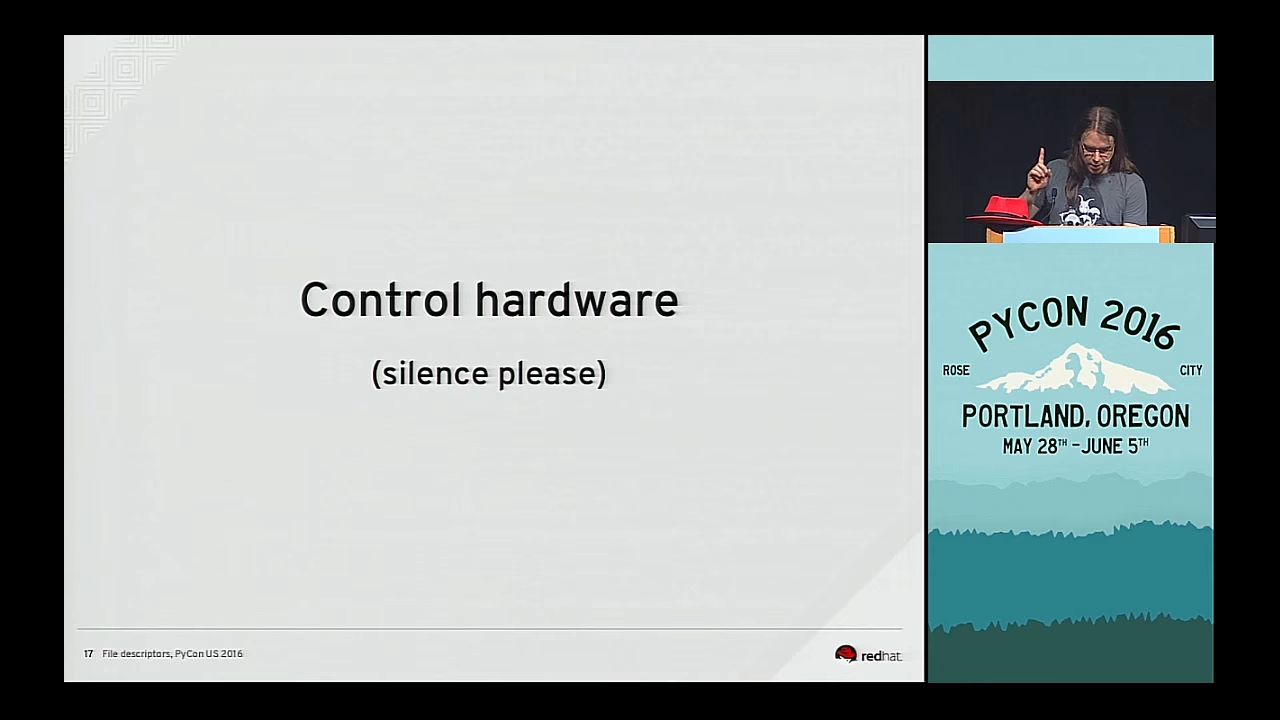 Control hardware
(silence please)
17 File descriptors, PyCon US 2016
redhat.
PYCON 2016
ROSE CITY
PORTLAND, OREGON
MAY 28TH - JUNE 5TH